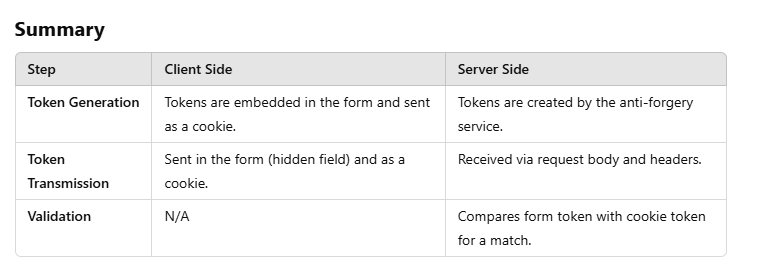 Summary
Step Client Side Server Side
Token Generation Tokens are embedded in the form and sent Tokens are created by the anti-forgery
as a cookie. service.
Token Sent in the form (hidden field) and as a Received via request body and headers.
Transmission cookie.
Validation N/A Compares form token with cookie token
for a match.